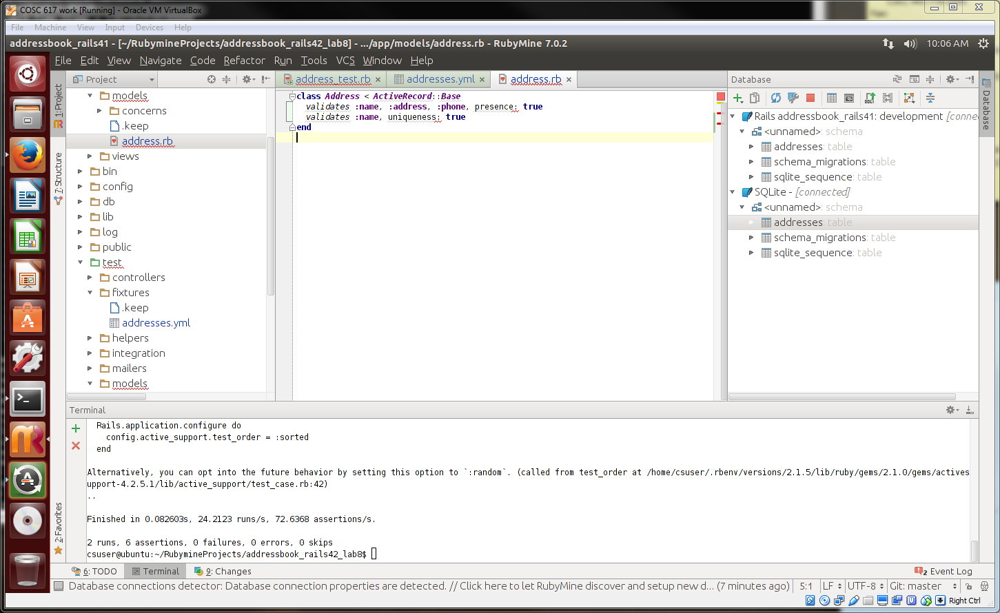 COSC 617 work [Running] - Oracle VM VirtualBox
File Machine View Input Devices Help
addressbook_rails41 - [~/RubymineProjects/addressbook_rails42_lab8] - .../app/models/address.rb - RubyMine 7.0.2
10:06 AM
File Edit View Navigate Code Refactor Run Tools VCS Window Help
Project
address_test.rb
addresses.yml
address.rb
Database
1: Project
7: Structure
2: Favorites
Database
models
concerns
.keep
address.rb
views
bin
config
db
lib
log
public
test
controllers
fixtures
.keep
addresses.yml
helpers
integration
mailers
models
class Address < ActiveRecord::Base
validates :name, :address, :phone, presence: true
validates :name, uniqueness: true
end
Rails addressbook_rails41: development [conne
<unnamed>: schema
addresses: table
schema_migrations: table
sqlite_sequence: table
SQLite - [connected]
<unnamed>: schema
addresses: table
schema_migrations: table
sqlite_sequence: table
Terminal
Rails.application.configure do
config.active_support.test_order = :sorted
end
Alternatively, you can opt into the future behavior by setting this option to `:random`. (called from test_order at /home/csuser/.rbenv/versions/2.1.5/lib/ruby/gems/2.1.0/gems/actives
upport-4.2.5.1/lib/active_support/test_case.rb:42)
..
Finished in 0.082603s, 24.2123 runs/s, 72.6368 assertions/s.
2 runs, 6 assertions, 0 failures, 0 errors, 0 skips
csuser@ubuntu:~/RubymineProjects/addressbook_rails42_lab8$
6: TODO
Terminal
9: Changes
2 Event Log
Database connections detector: Database connection properties are detected. // Click here to let RubyMine discover and setup new d... (7 minutes ago)
5:1 LF UTF-8 Git: master
Right Ctrl